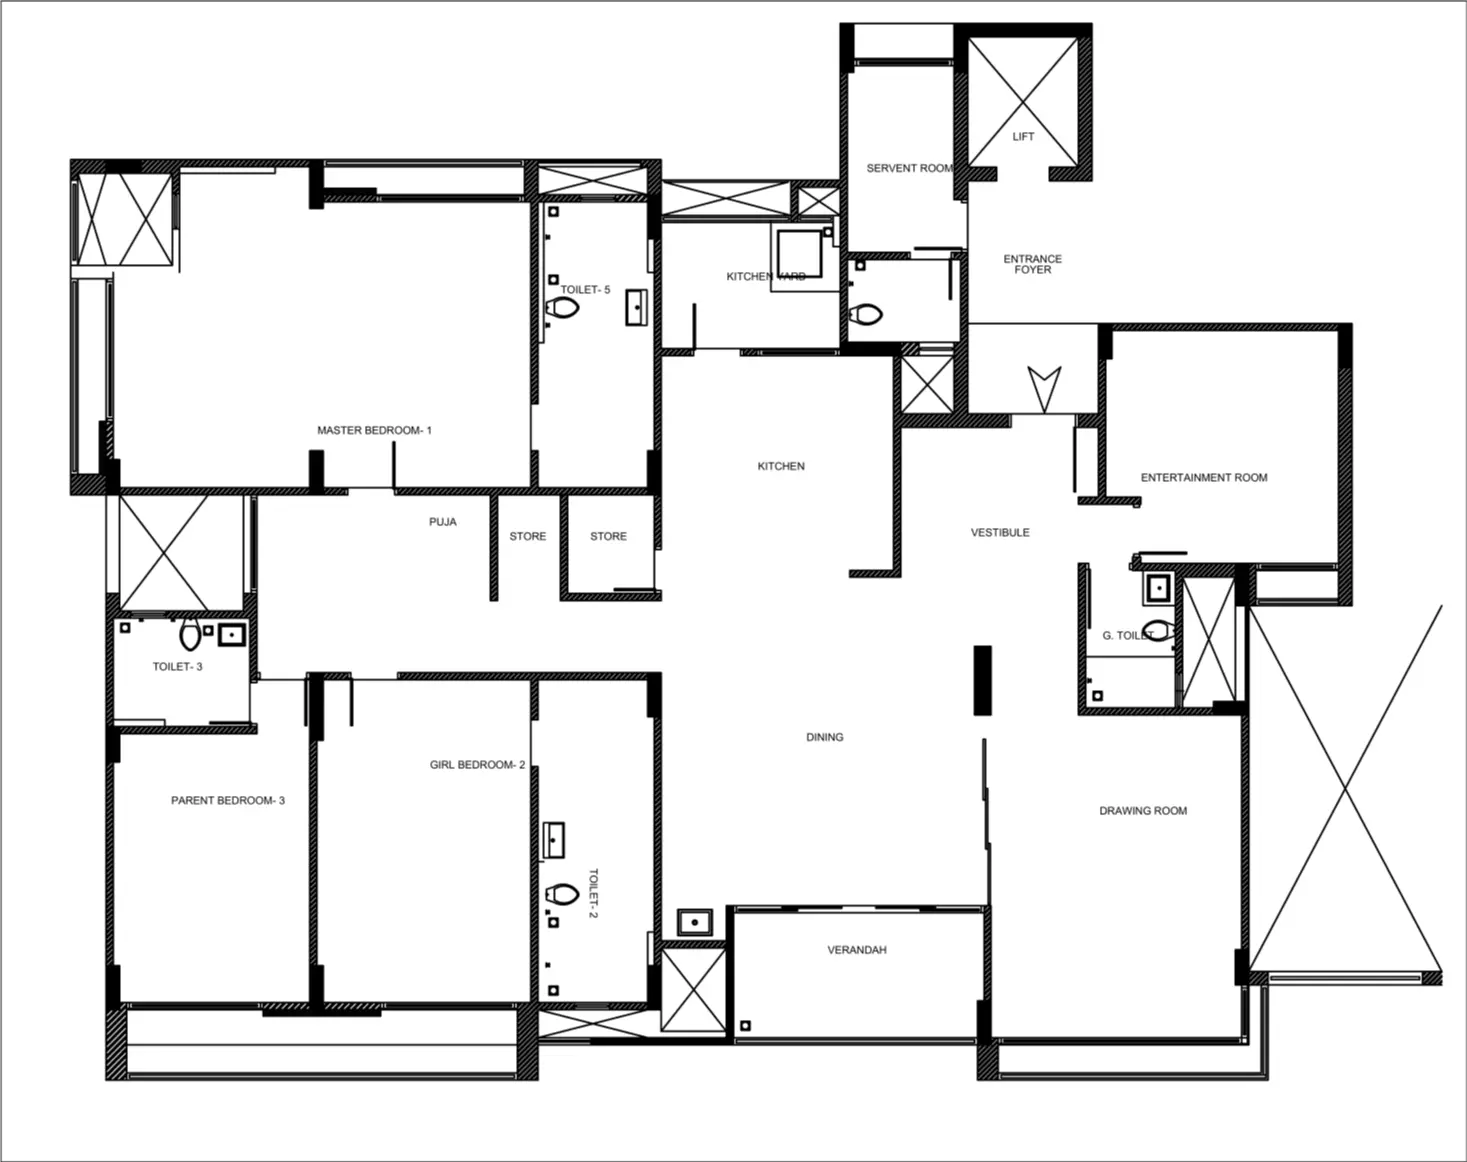 LIFT
SERVENT ROOM
ENTRANCE
FOYER
KITCHEN YARD
TOILET- 5
MASTER BEDROOM- 1
KITCHEN
ENTERTAINMENT ROOM
PUJA
STORE
STORE
VESTIBULE
G. TOILET
TOILET- 3
DINING
GIRL BEDROOM- 2
PARENT BEDROOM- 3
DRAWING ROOM
TOILET- 2
VERANDAH